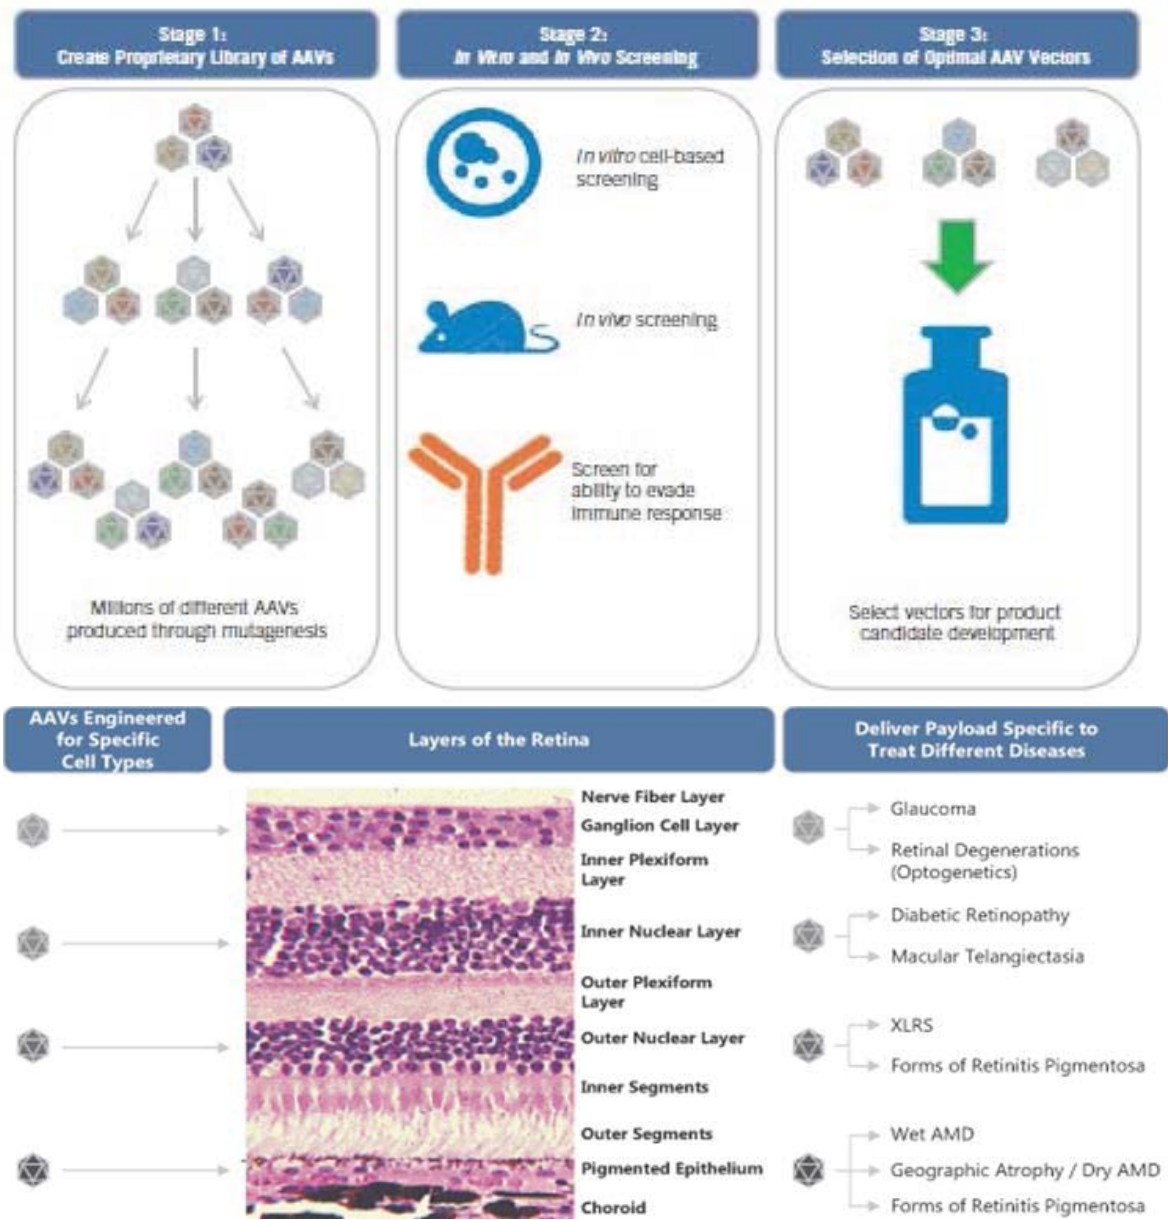 Stage 1:
Create Proprietary Library of AAVs
Stage 2:
In Vitro and In Vivo Screening
Stage 3:
Selection of Optimal AAV Vectors
Millions of different AAVs
produced through mutagenesis
In vitro cell-based
screening
In vivo screening
Screen for
ability to evade
immune response
Select vectors for product
candidate development
AAVs Engineered
for Specific
Cell Types
Layers of the Retina
Deliver Payload Specific to
Treat Different Diseases
Nerve Fiber Layer
Ganglion Cell Layer
Inner Plexiform
Layer
Inner Nuclear Layer
Outer Plexiform
Layer
Outer Nuclear Layer
Inner Segments
Outer Segments
Pigmented Epithelium
Choroid
Glaucoma
Retinal Degenerations
(Optogenetics)
Diabetic Retinopathy
Macular Telangiectasia
XLRS
Forms of Retinitis Pigmentosa
Wet AMD
Geographic Atrophy / Dry AMD
Forms of Retinitis Pigmentosa